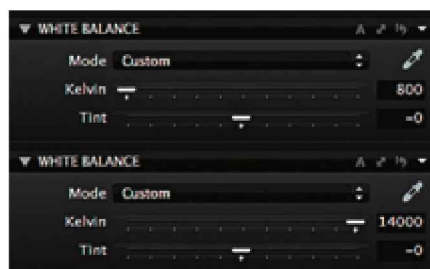 WHITE BALANCE A
Mode Custom
Kelvin 800
Tint -0
WHITE BALANCE A
Mode Custom
Kelvin 14000
Tint -0